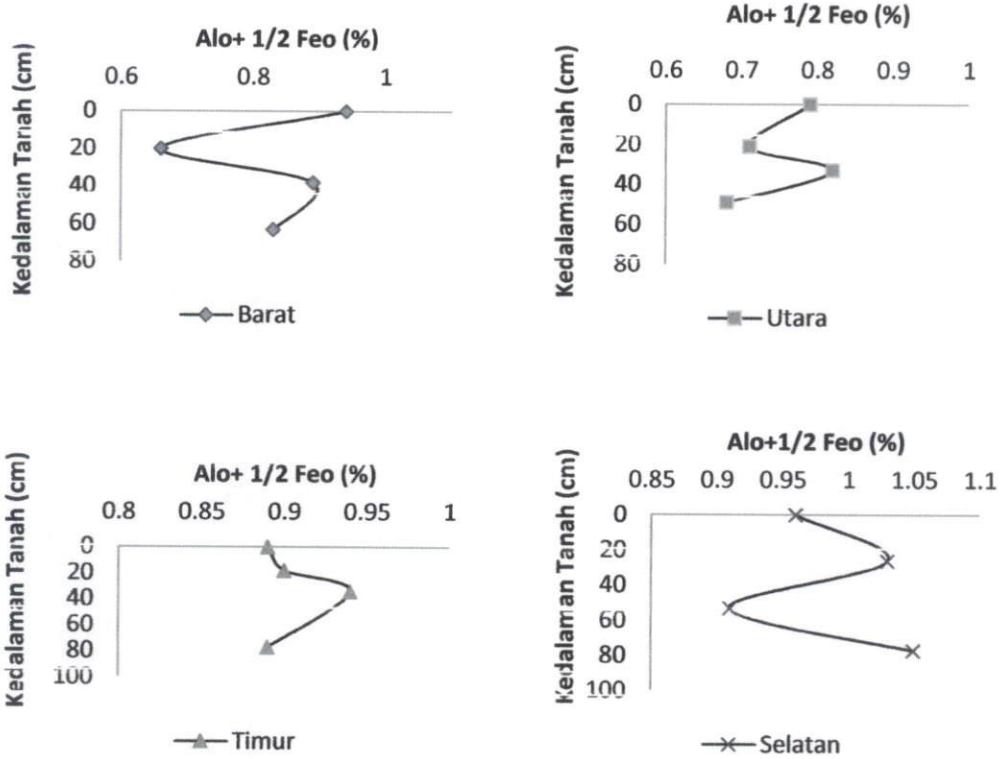 Alo+ 1/2 Feo (%)
0.6 0.8 1
Kedalaman Tanah (cm)
0
20
40
60
80
Barat
Alo+ 1/2 Feo (%)
0.6 0.7 0.8 0.9 1
Kedalaman Tanah (cm)
0
20
40
60
80
Utara
Alo+ 1/2 Feo (%)
0.8 0.85 0.9 0.95 1
Kedalaman Tanah (cm)
0
20
40
60
80
100
Timur
Alo+1/2 Feo (%)
0.85 0.9 0.95 1 1.05 1.1
Kedalaman Tanah (cm)
0
20
40
60
80
100
Selatan